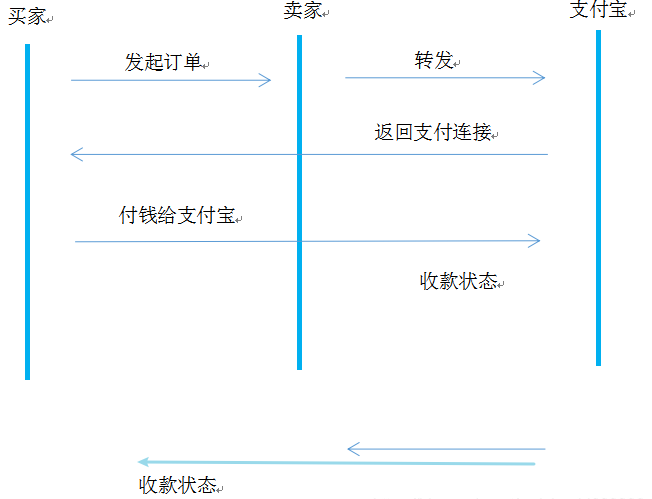 买家
卖家
支付宝
发起订单
转发
返回支付连接
付钱给支付宝
收款状态
收款状态